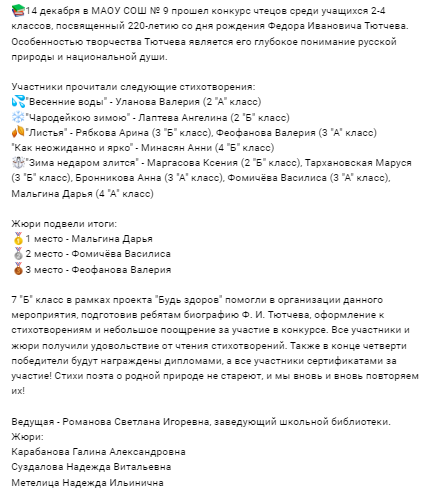 📚14 декабря в МАОУ СОШ № 9 прошел конкурс чтецов среди учащихся 2-4
классов, посвященный 220-летию со дня рождения Федора Ивановича Тютчева.
Особенностью творчества Тютчева является его глубокое понимание русской
природы и национальной души.

Участники прочитали следующие стихотворения:
💦"Весенние воды" - Уланова Валерия (2 "А" класс)
❄"Чародейкою зимою" - Лаптева Ангелина (2 "Б" класс)
🍂"Листья" - Рябкова Арина (3 "Б" класс), Феофанова Валерия (3 "А" класс)
"Как неожиданно и ярко" - Минасян Анни (4 "Б" класс)
☃"Зима недаром злится" - Маргасова Ксения (2 "Б" класс), Тархановская Маруся
(3 "Б" класс), Бронникова Анна (3 "А" класс), Фомичёва Василиса (3 "А" класс),
Мальгина Дарья (4 "А" класс)

Жюри подвели итоги:
🥇1 место - Мальгина Дарья
🥈2 место - Фомичёва Василиса
🥉3 место - Феофанова Валерия

7 "Б" класс в рамках проекта "Будь здоров" помогли в организации данного
мероприятия, подготовив ребятам биографию Ф. И. Тютчева, оформление к
стихотворениям и небольшое поощрение за участие в конкурсе. Все участники и
жюри получили удовольствие от чтения стихотворений. Также в конце четверти
победители будут награждены дипломами, а все участники сертификатами за
участие! Стихи поэта о родной природе не стареют, и мы вновь и вновь повторяем
их!

Ведущая - Романова Светлана Игоревна, заведующий школьной библиотеки.
Жюри:
Карабанова Галина Александровна
Суздалова Надежда Витальевна
Метелица Надежда Ильинична